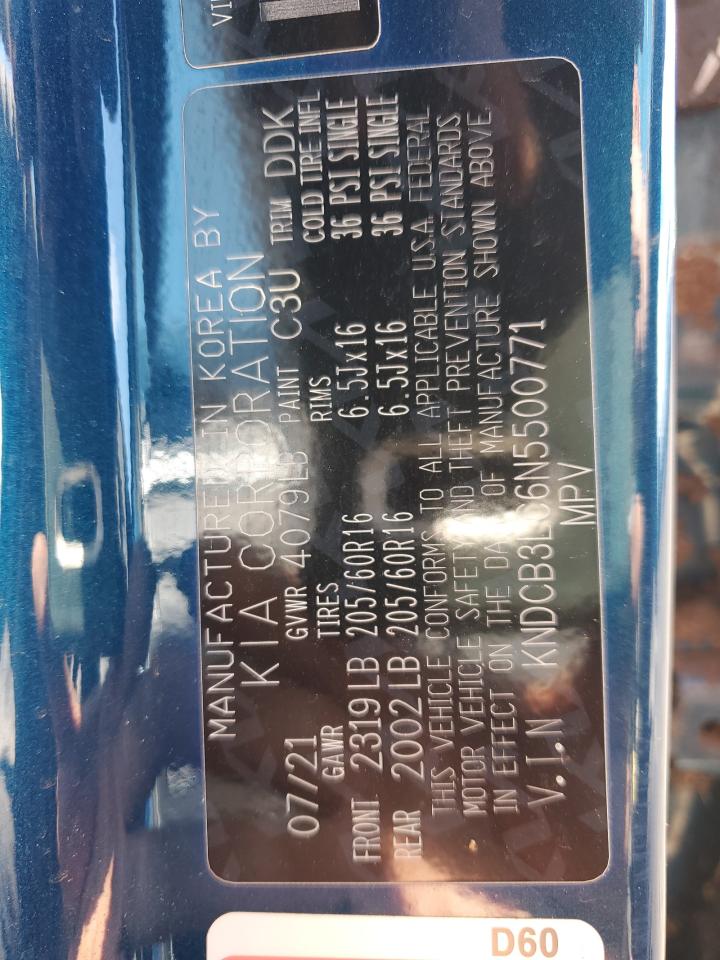 VI
MANUFACTURED IN KOREA BY
KIA CORPORATION
07/21 GVWR 4079LB PAINT C3U TRIM DDK
GAWR TIRES RIMS COLD TIRE INFL
FRONT 2319LB 205/60R16 6.5Jx16 36 PSI SINGLE
REAR 2002LB 205/60R16 6.5Jx16 36 PSI SINGLE
THIS VEHICLE CONFORMS TO ALL APPLICABLE U.S.A. FEDERAL
MOTOR VEHICLE SAFETY AND THEFT PREVENTION STANDARDS
IN EFFECT ON THE DATE OF MANUFACTURE SHOWN ABOVE.
V.I.N
MPV
D60